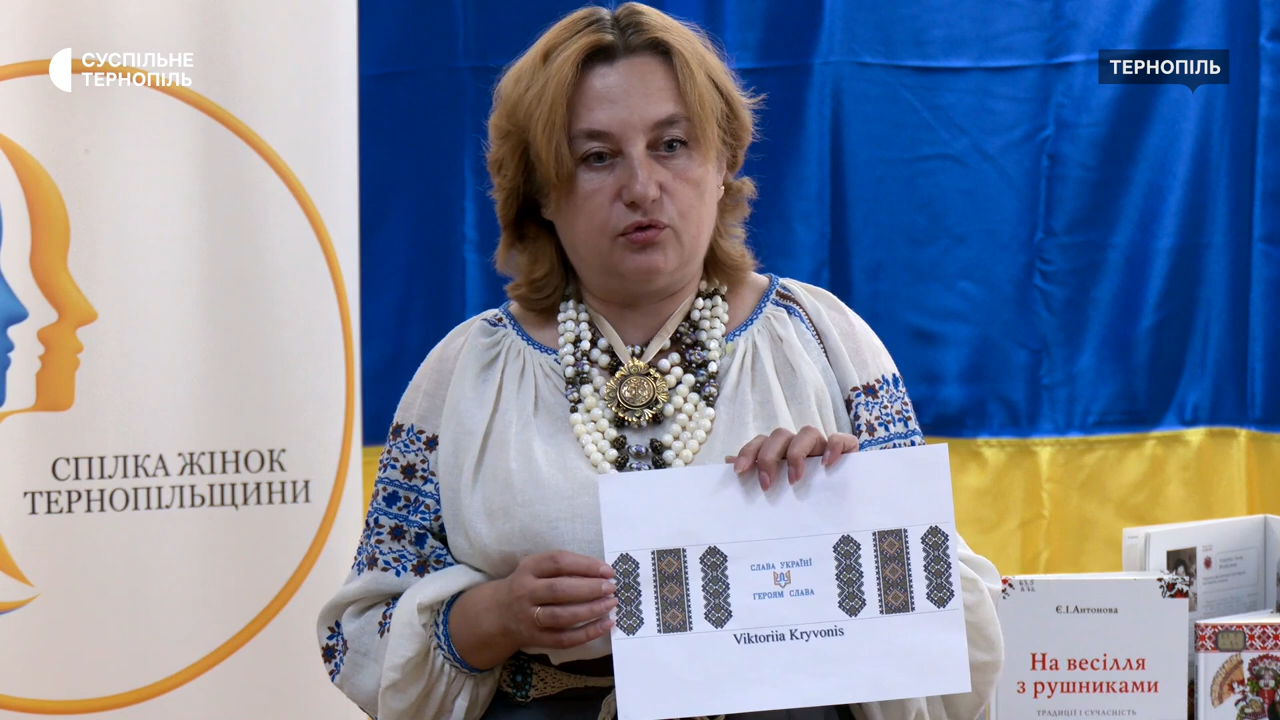 СУСПІЛЬНЕ
ТЕРНОПІЛЬ
ТЕРНОПІЛЬ
СПІЛКА ЖІНОК
ТЕРНОПІЛЬЩИНИ
СЛАВА УКРАЇНІ
ГЕРОЯМ СЛАВА
Viktoriia Kryvonis
Є.І.Антонова
На весілля
з рушниками
ТРАДИЦІЇ І СУЧАСНІСТЬ